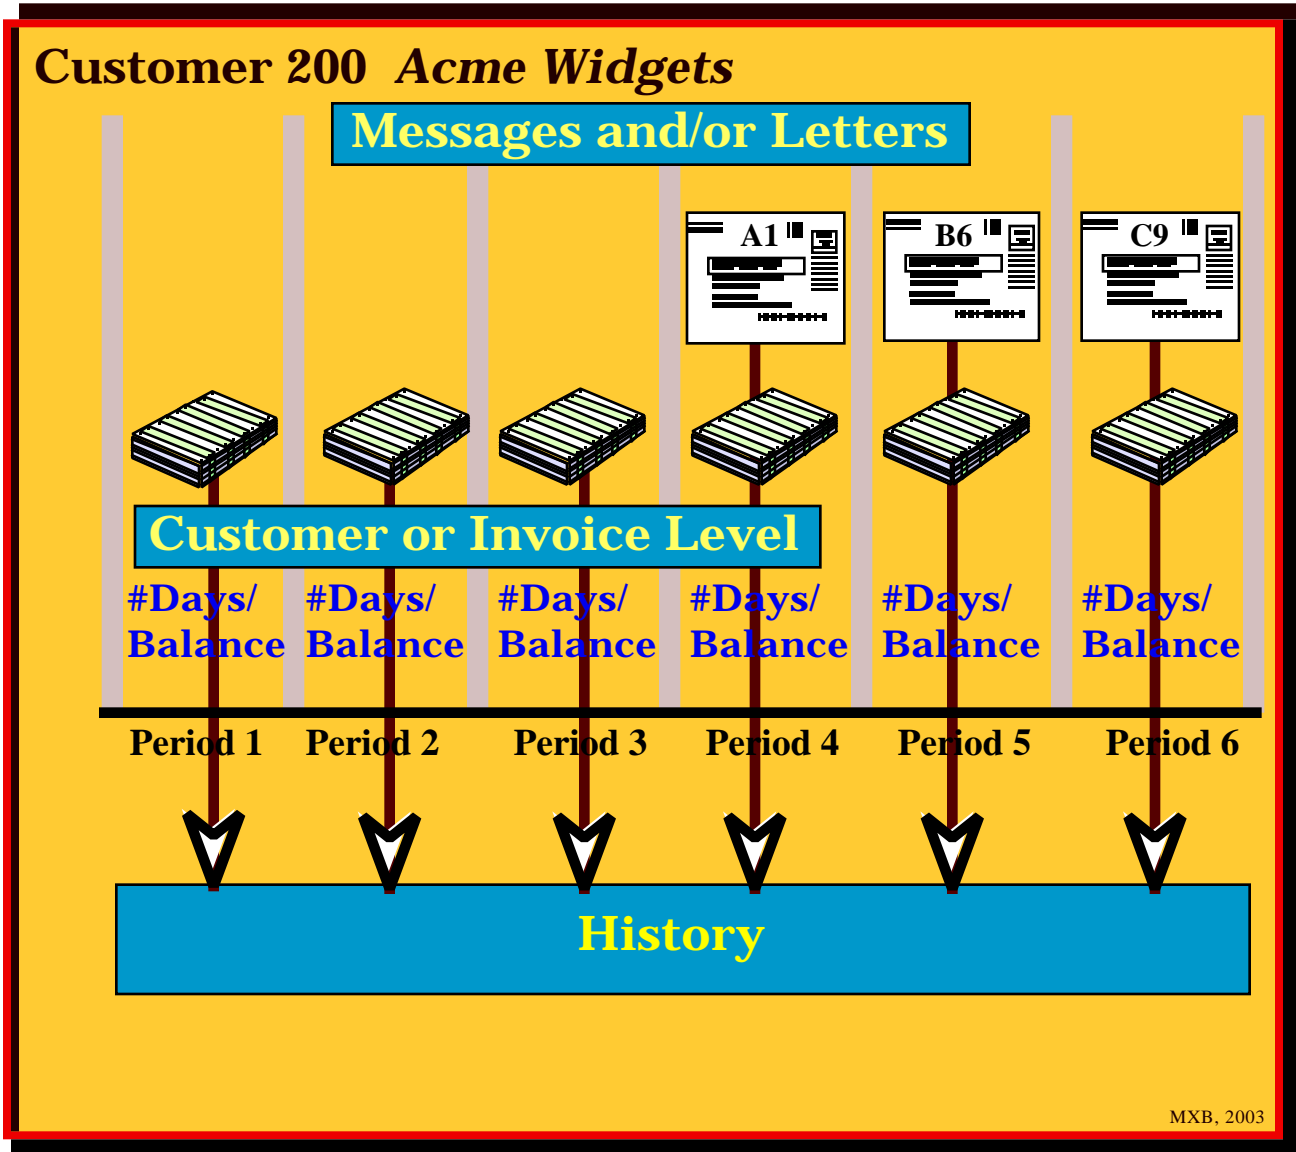 Customer 200 Acme Widgets
Messages and/or Letters
A1 B6 C9
Customer or Invoice Level
#Days/ #Days/ #Days/ #Days/ #Days/ #Days/
Balance Balance Balance Balance Balance Balance
Period 1 Period 2 Period 3 Period 4 Period 5 Period 6
History
MXB, 2003